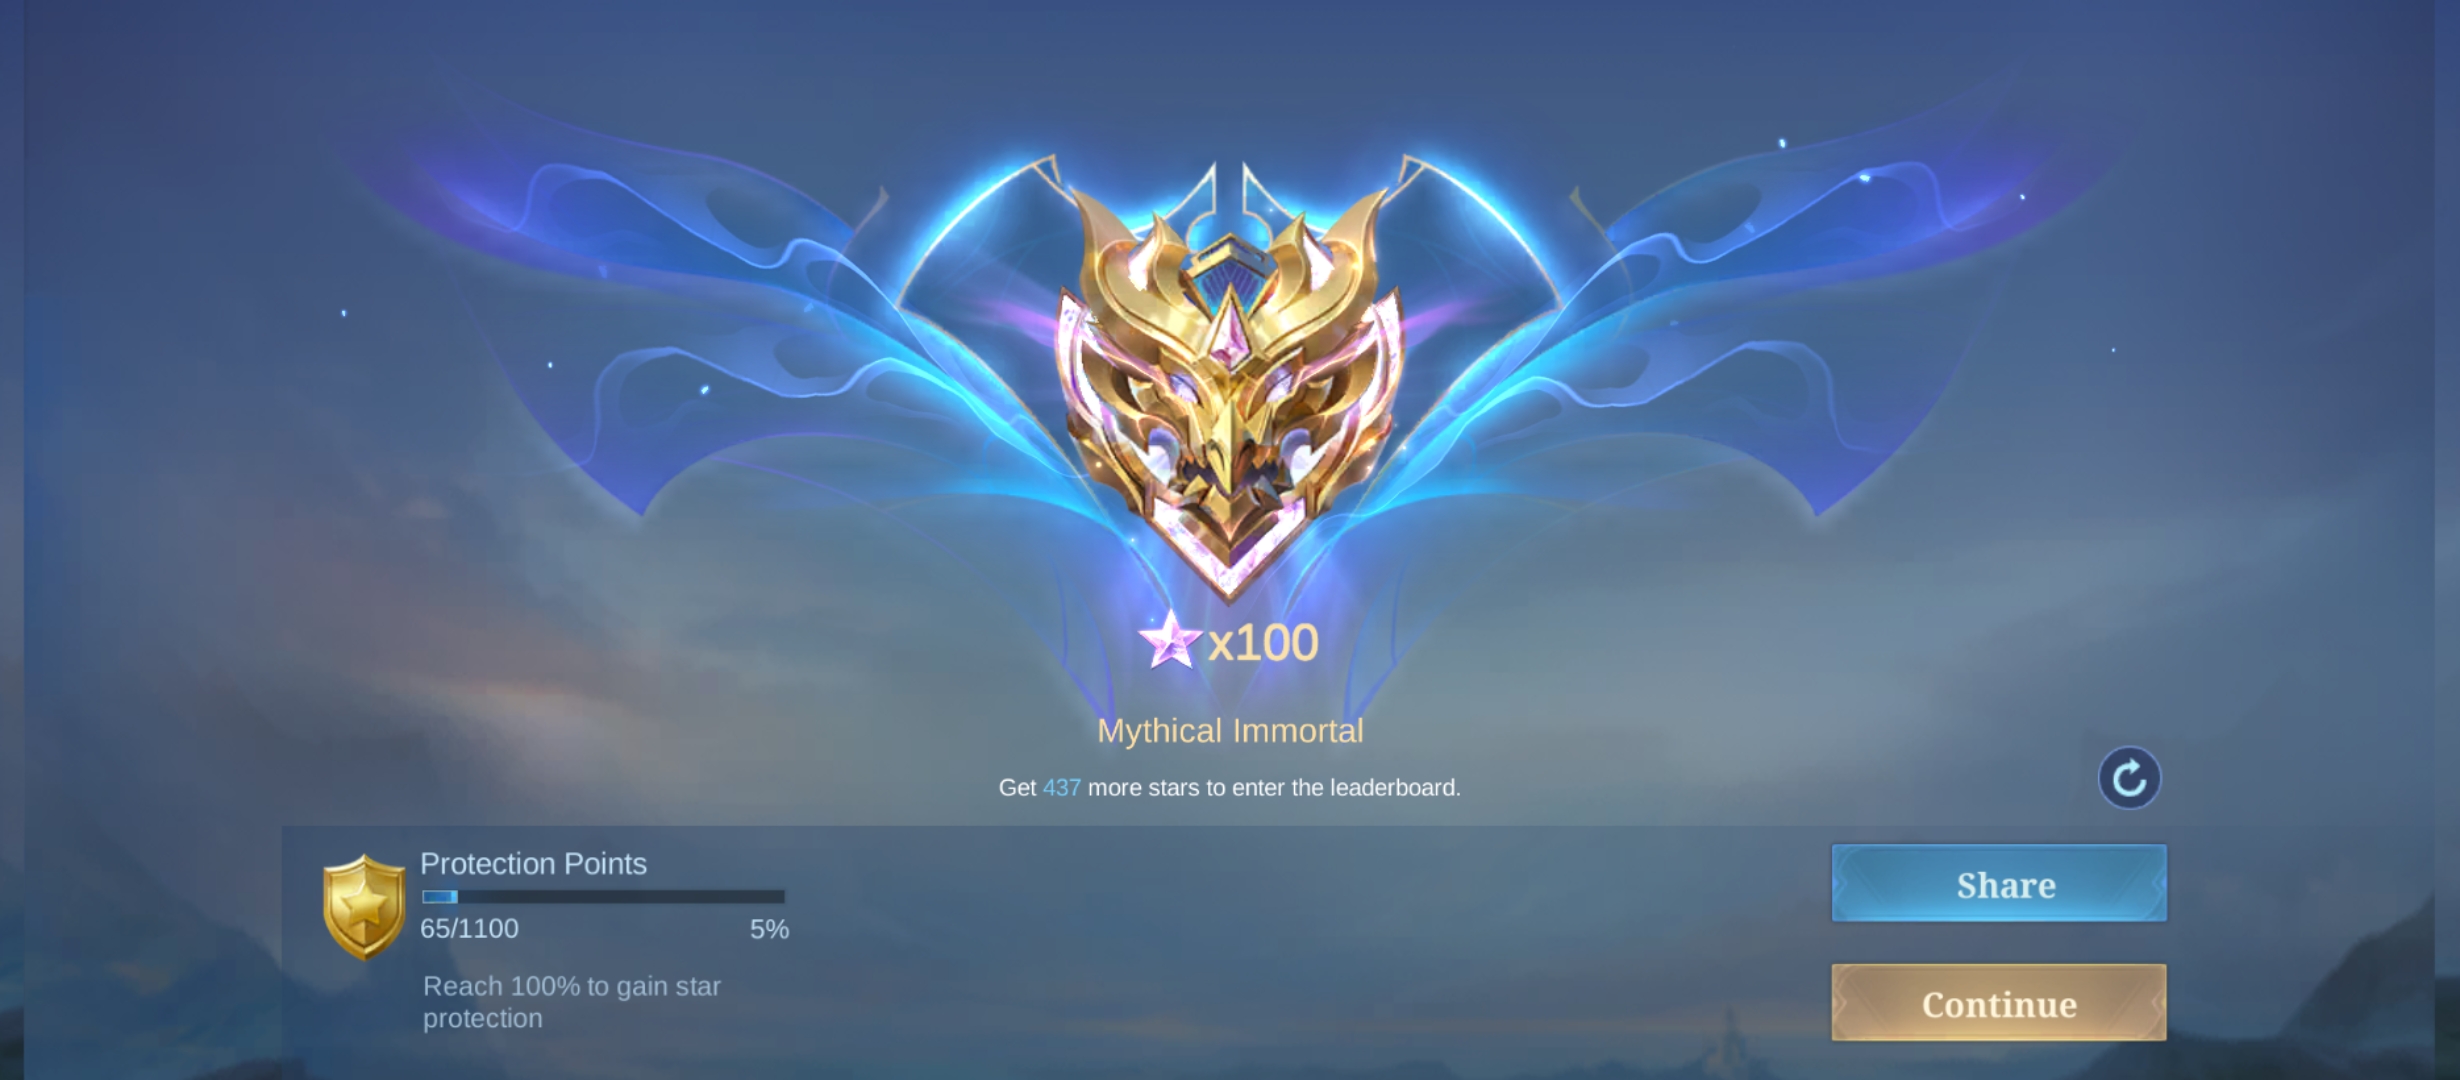 x100
Mythical Immortal
Get 437 more stars to enter the leaderboard.
Protection Points
65/1100 5%
Reach 100% to gain star
protection
Share
Continue